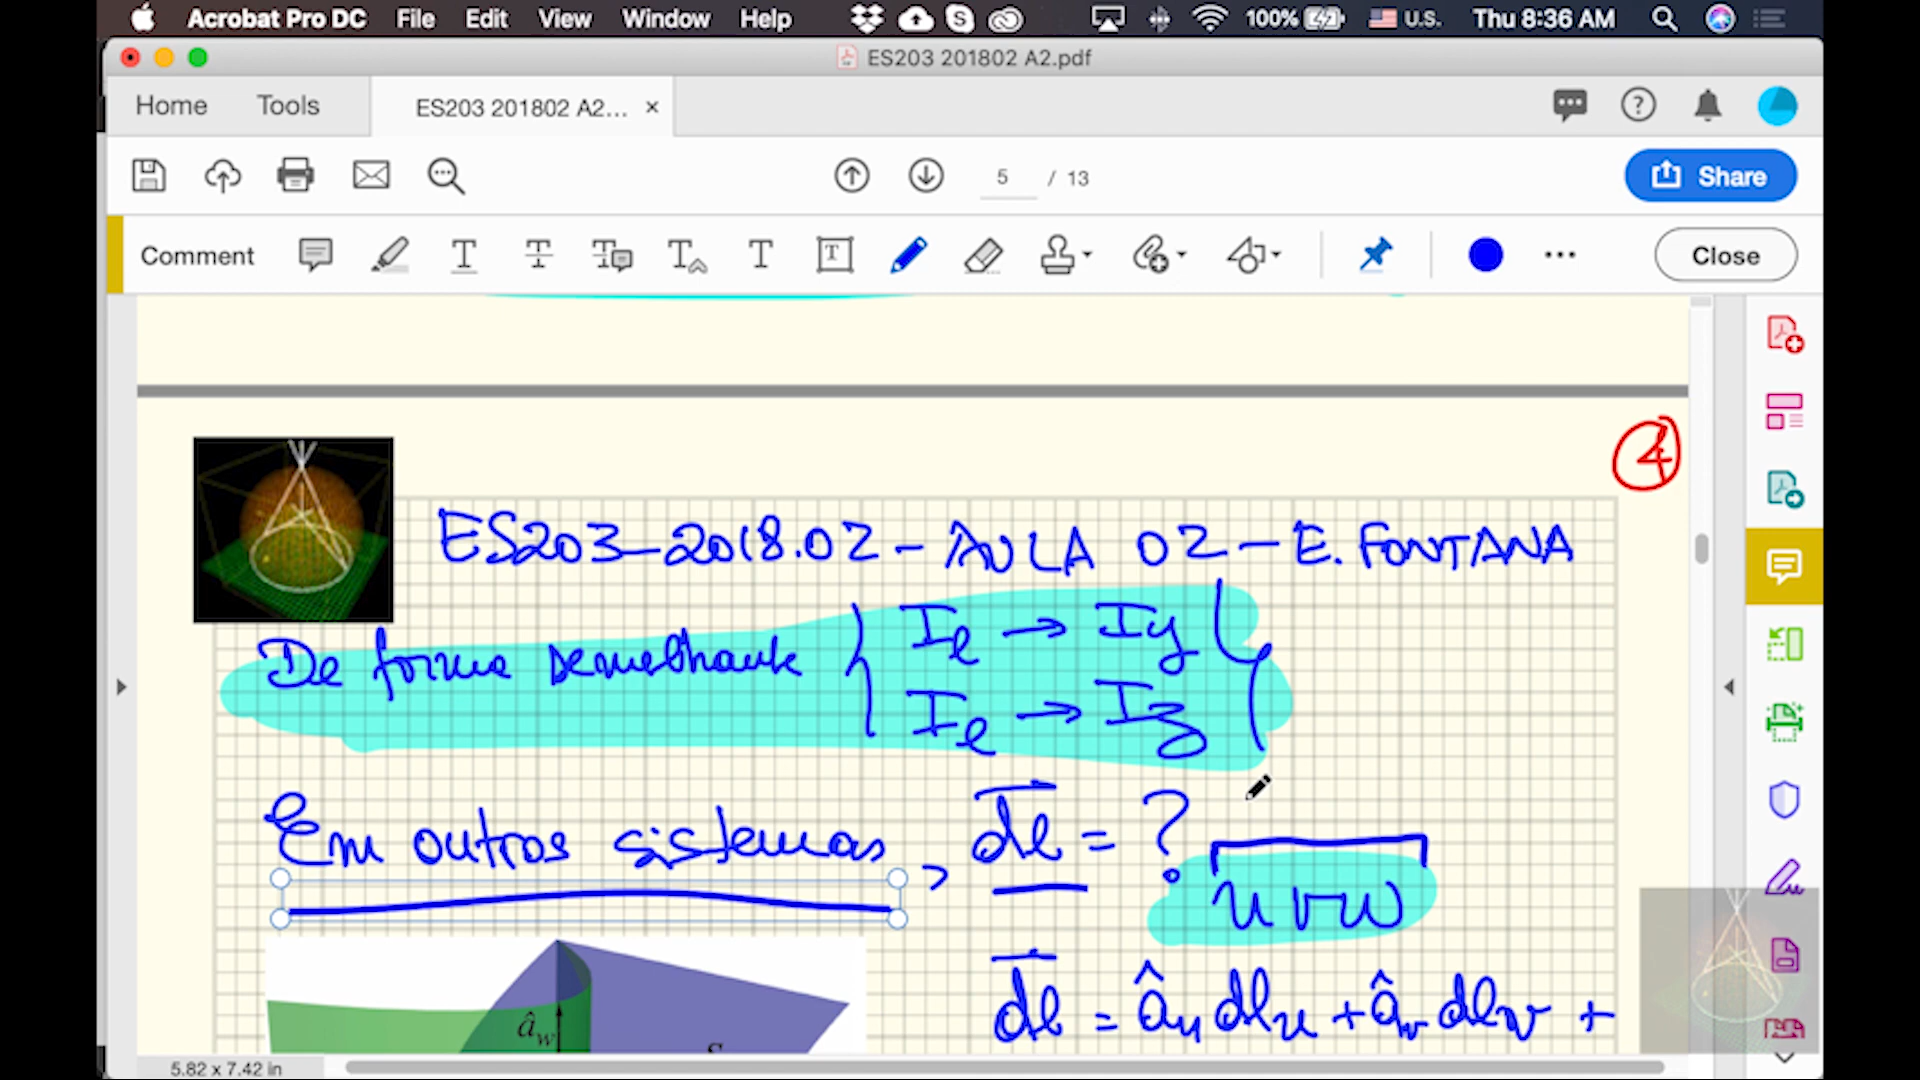 Acrobat Pro DC File Edit View Window Help 100% U.S. Thu 8:36 AM
ES203 201802 A2.pdf
Home Tools ES203 201802 A2... ×
5 / 13 Share
Comment Close
4
ES203-2018.02-AULA 02-E. FONTANA
De forma semelhante { Iℓ → Iy
Iℓ → Iz }
Em outros sistemas, dℓ = ?
uvw
dℓ = âu dℓu + âv dℓv +
âw
5.82 x 7.42 in